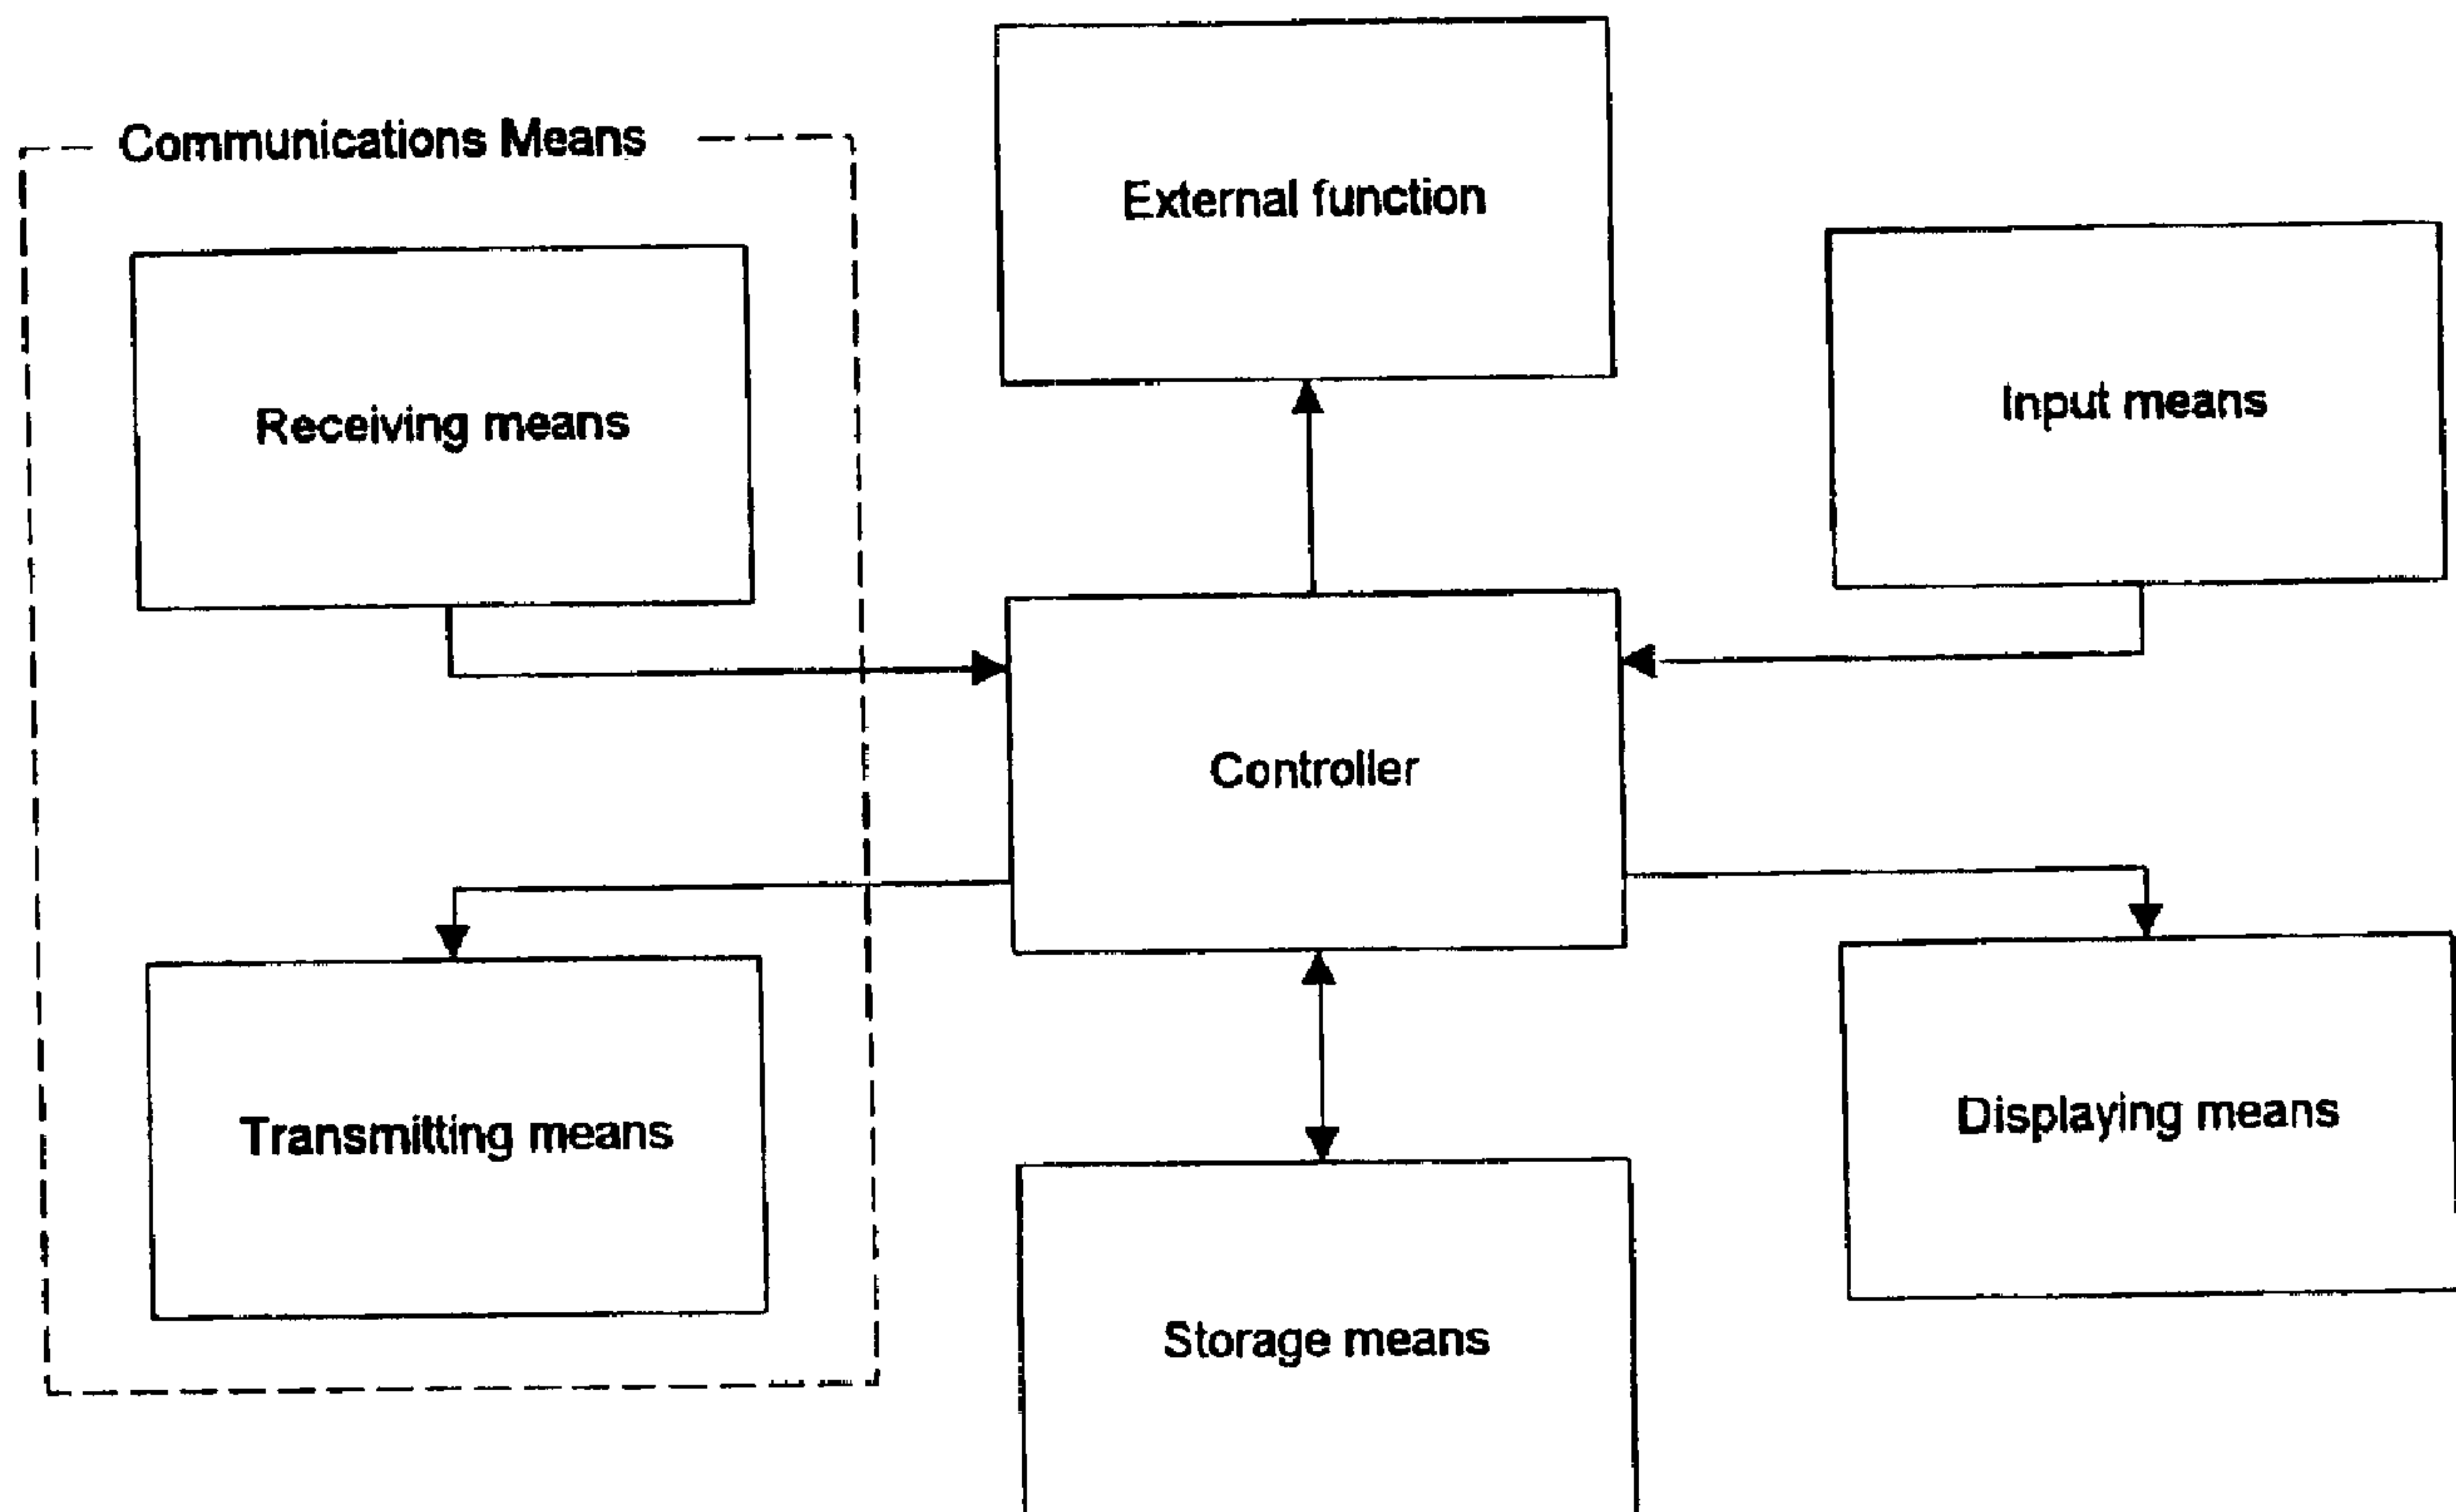 Communications Means
External function
Receiving means
Input means
Controller
Transmitting means
Displaying means
Storage means